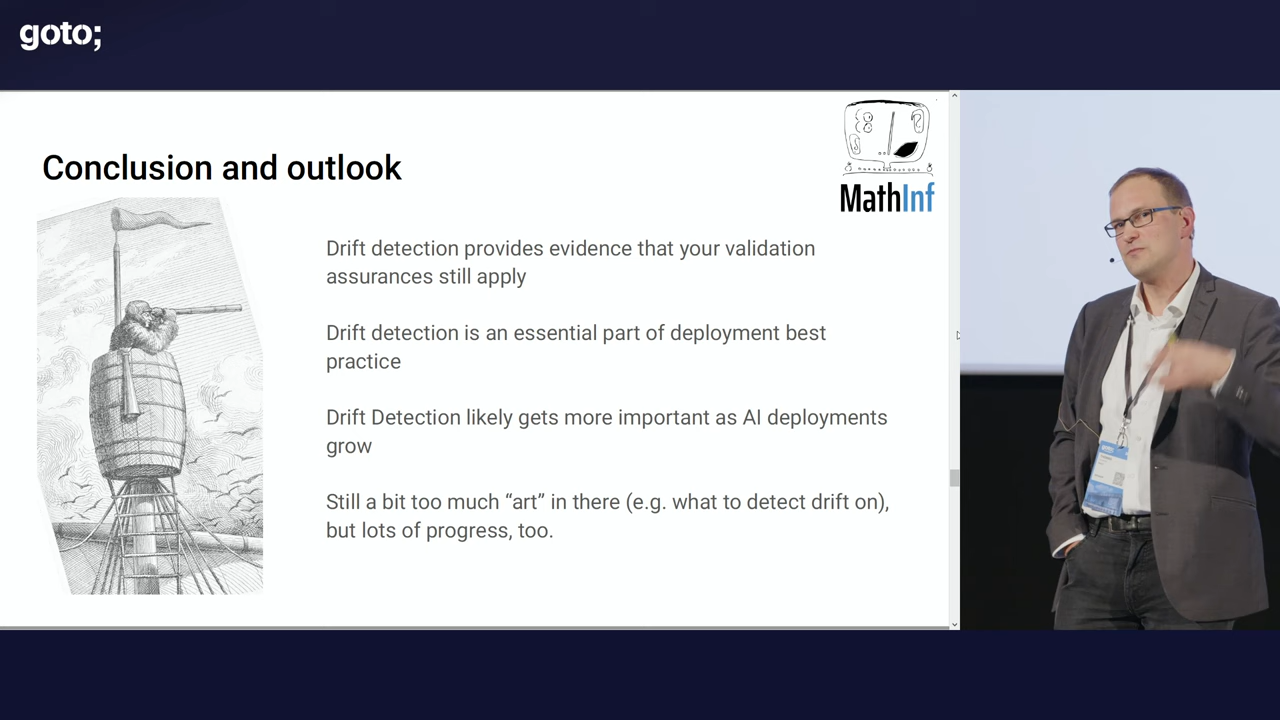 goto;
Conclusion and outlook
MathInf
Drift detection provides evidence that your validation
assurances still apply
Drift detection is an essential part of deployment best
practice
Drift Detection likely gets more important as AI deployments
grow
Still a bit too much “art” in there (e.g. what to detect drift on),
but lots of progress, too.